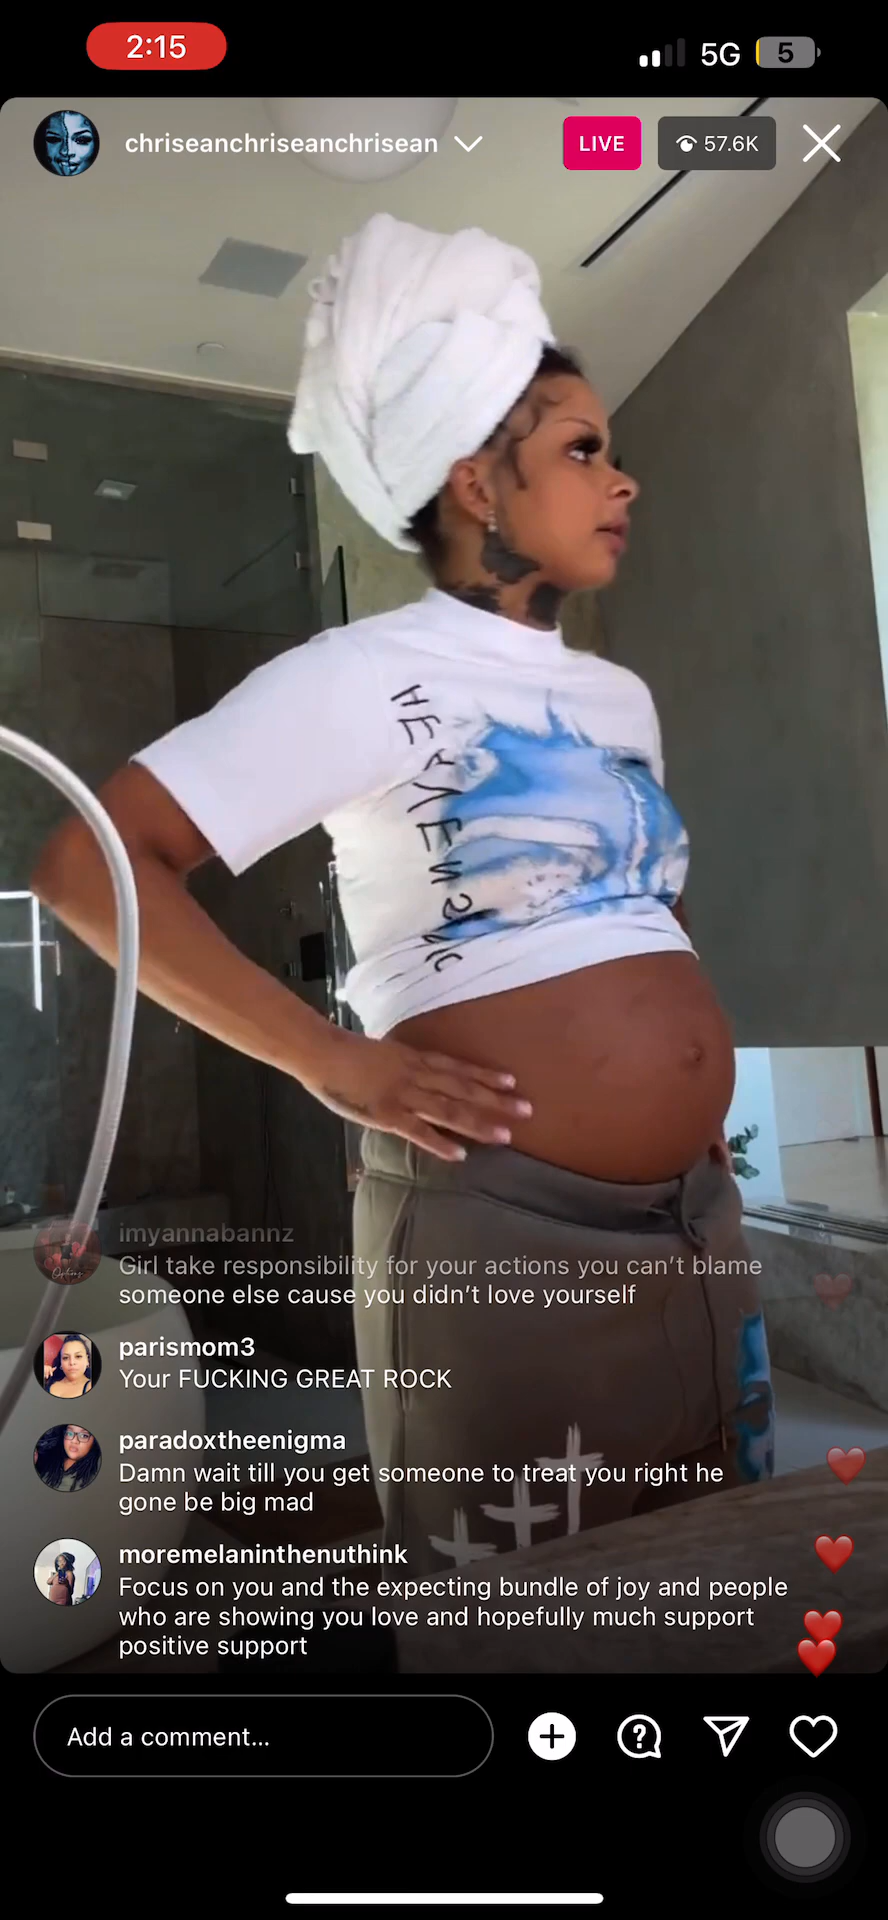 2:15
5G
5
chriseanchriseanchrisean
LIVE
57.6K
imyannabannz
Girl take responsibility for your actions you can’t blame
someone else cause you didn’t love yourself
parismom3
Your FUCKING GREAT ROCK
paradoxtheenigma
Damn wait till you get someone to treat you right he
gone be big mad
moremelaninthenuthink
Focus on you and the expecting bundle of joy and people
who are showing you love and hopefully much support
positive support
Add a comment...